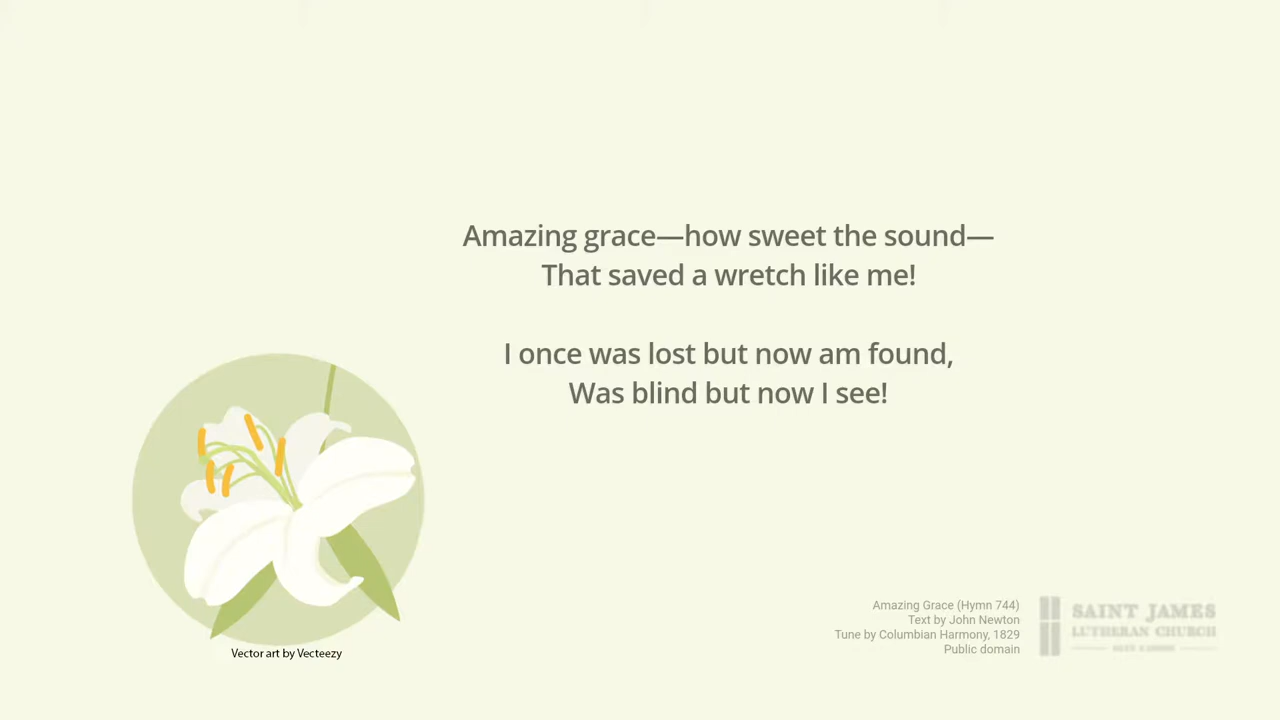 Amazing grace—how sweet the sound—
That saved a wretch like me!
I once was lost but now am found,
Was blind but now I see!
Vector art by Vecteezy
Amazing Grace (Hymn 744)
Text by John Newton
Tune by Columbian Harmony, 1829
Public domain
SAINT JAMES
LUTHERAN CHURCH